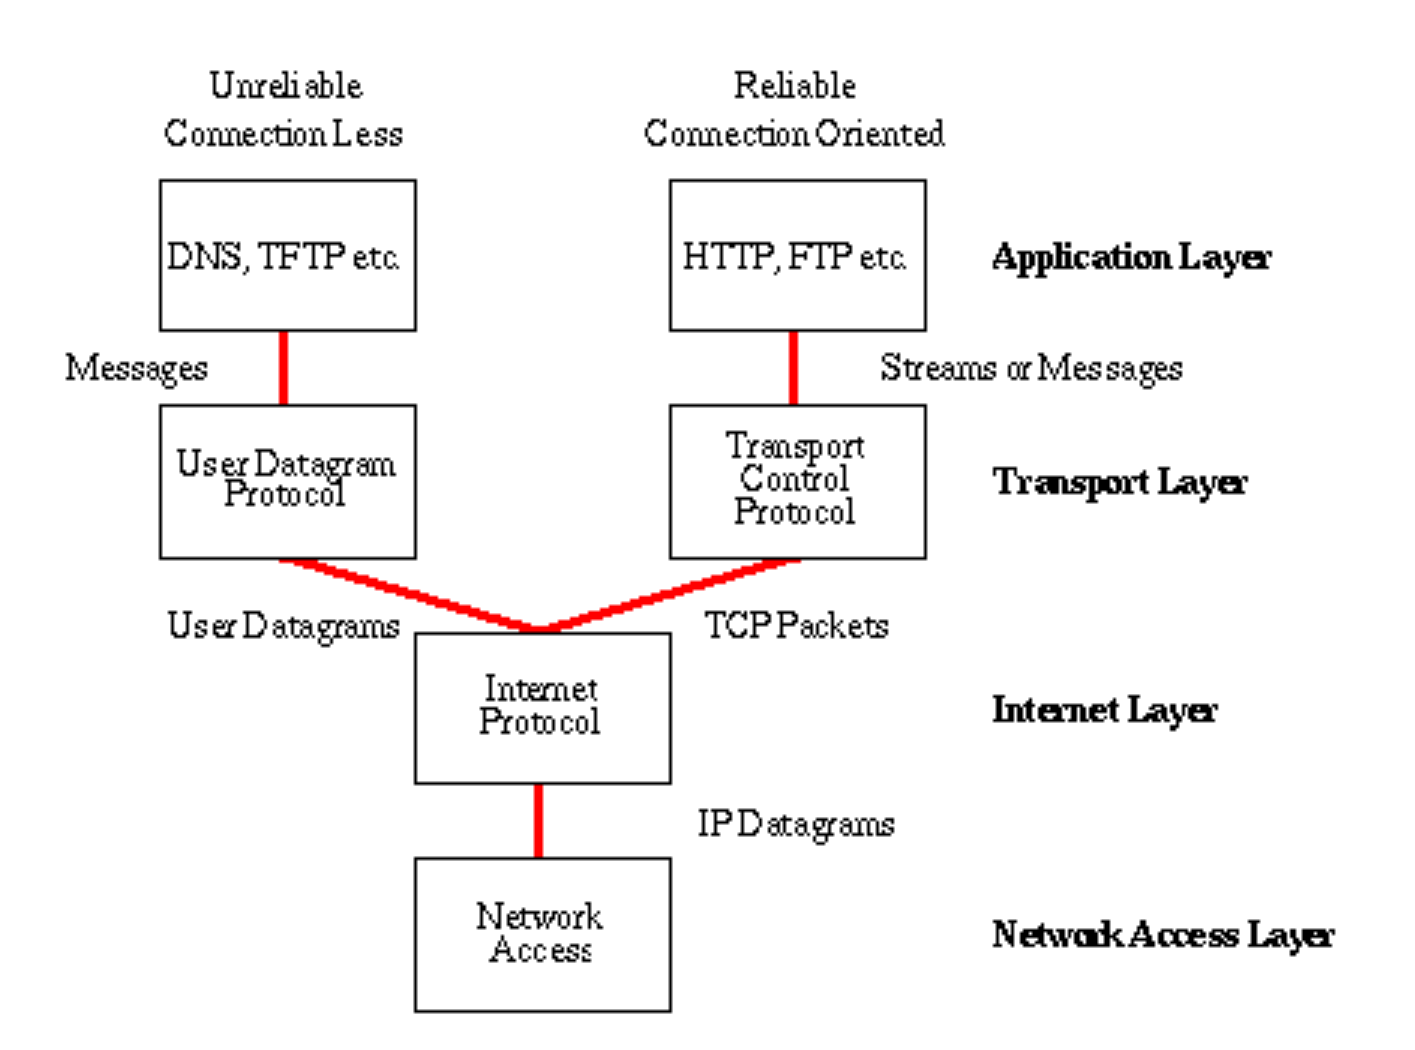 Unreliable
Connection Less
Reliable
Connection Oriented
DNS, TFTP etc.
HTTP, FTP etc.
Application Layer
Messages
Streams or Messages
User Datagram
Protocol
Transport
Control
Protocol
Transport Layer
User Datagrams
TCP Packets
Internet
Protocol
Internet Layer
IP Datagrams
Network
Access
Network Access Layer